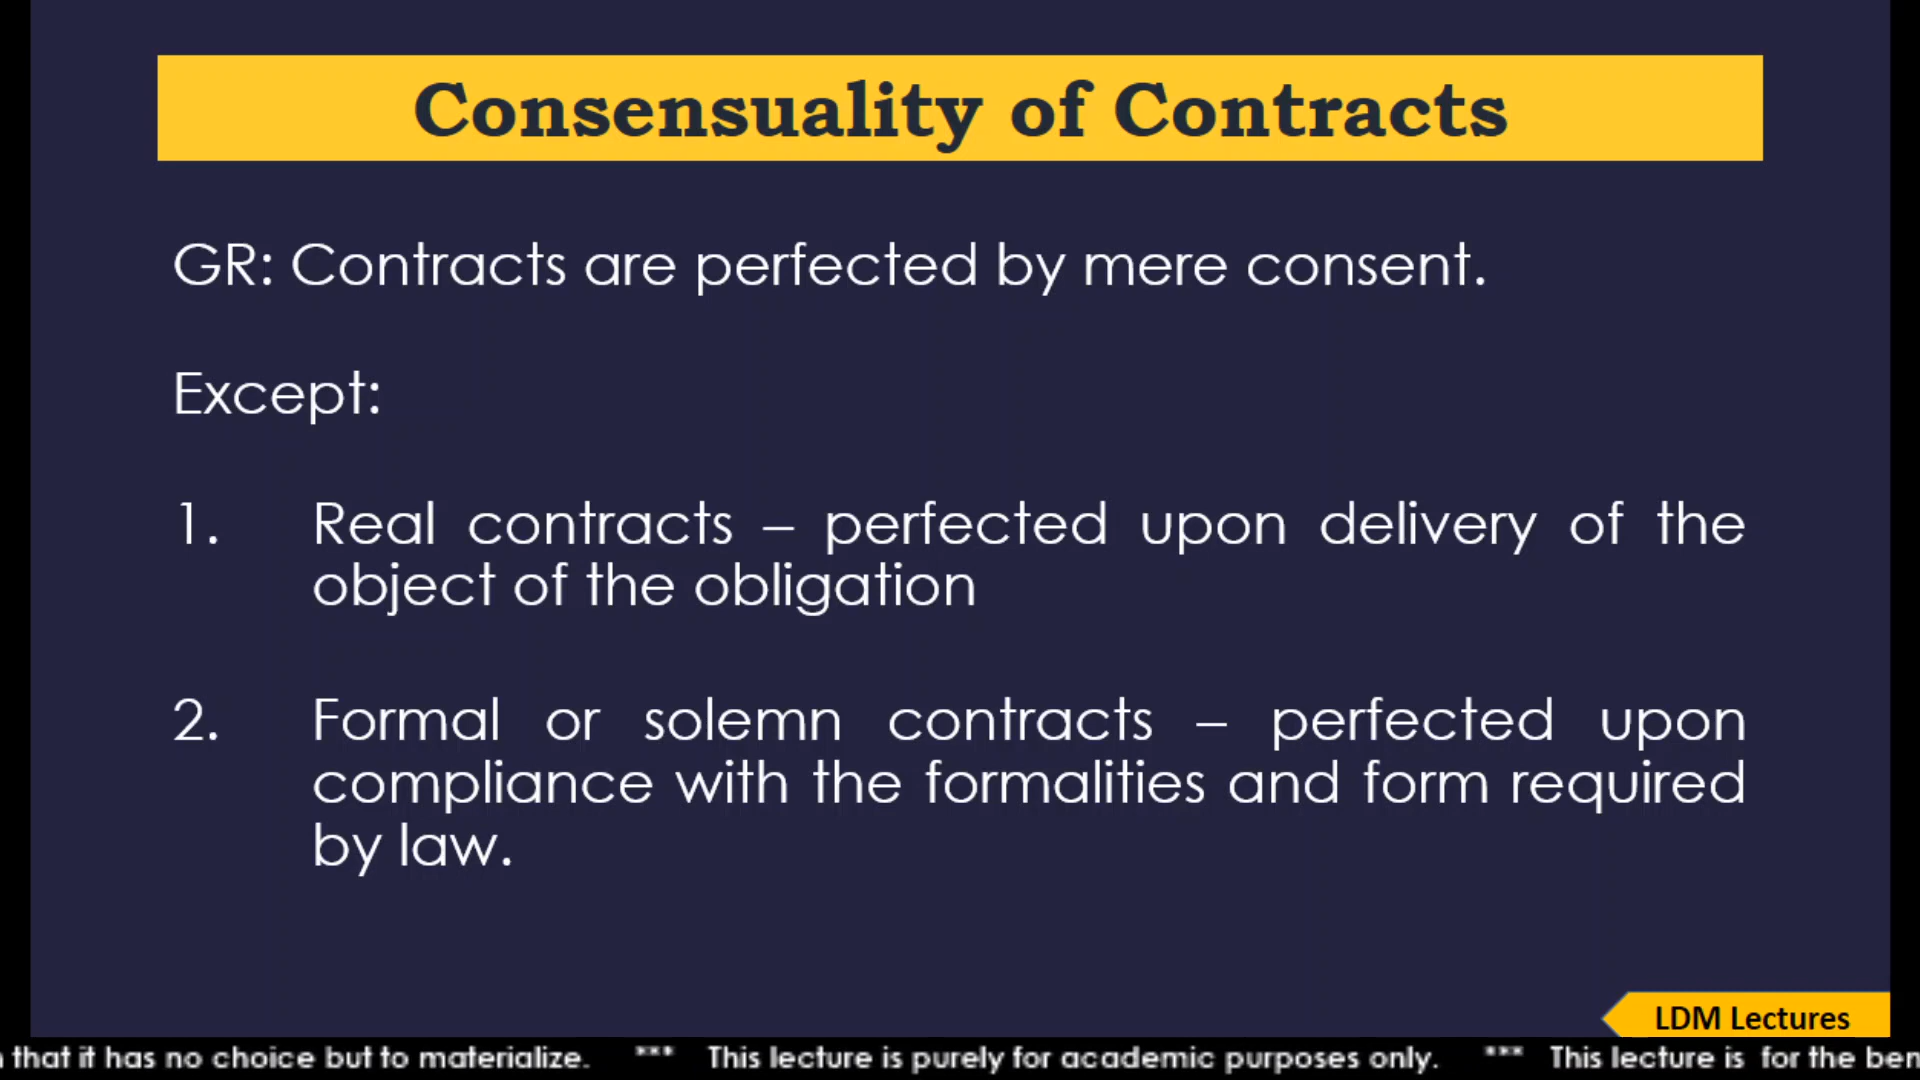 Consensuality of Contracts
GR: Contracts are perfected by mere consent.
Except:
1. Real contracts – perfected upon delivery of the
object of the obligation
2. Formal or solemn contracts – perfected upon
compliance with the formalities and form required
by law.
LDM Lectures
that it has no choice but to materialize. *** This lecture is purely for academic purposes only. *** This lecture is for the